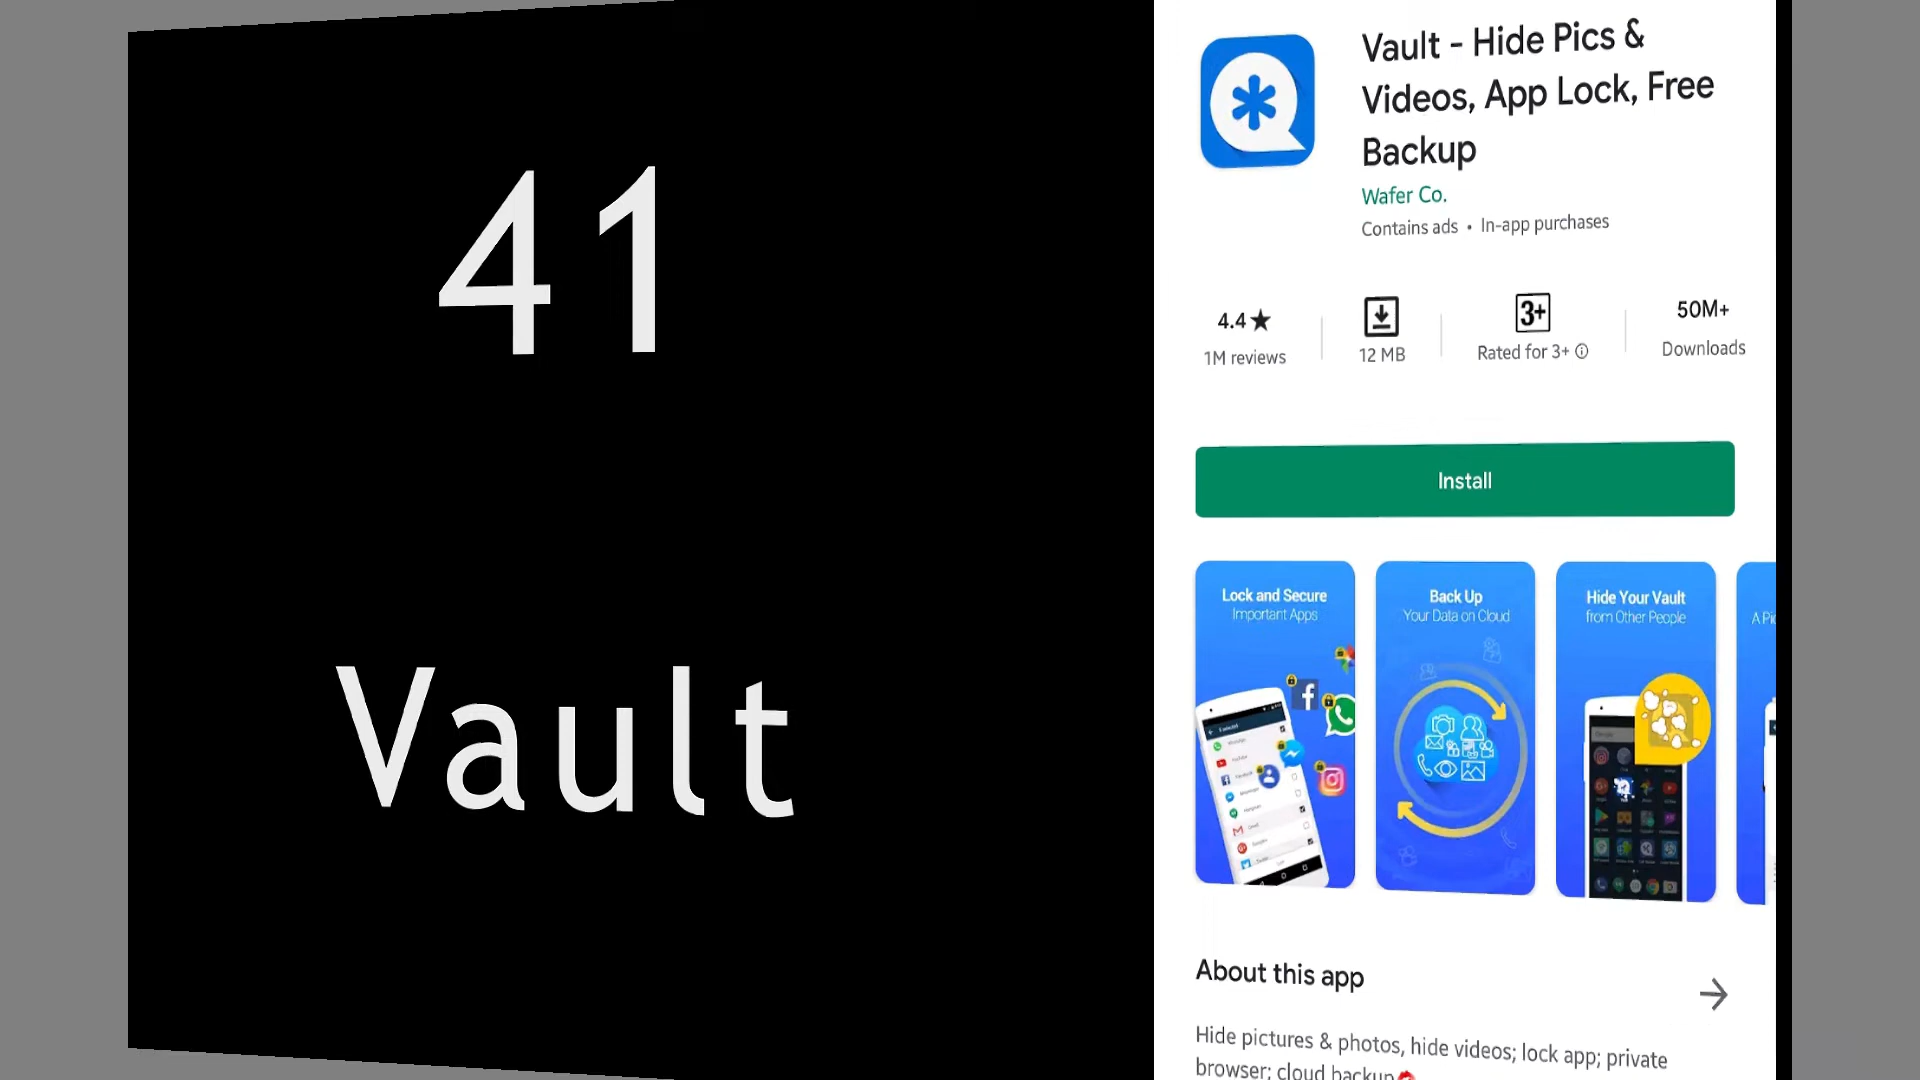 41
Vault
Vault - Hide Pics &
Videos, App Lock, Free
Backup
Wafer Co.
Contains ads • In-app purchases
4.4★
1M reviews
12 MB
3+
Rated for 3+
50M+
Downloads
Install
Lock and Secure
Important Apps
Back Up
Your Data on Cloud
Hide Your Vault
from Other People
About this app
Hide pictures & photos, hide videos; lock app; private
browser; cloud backup